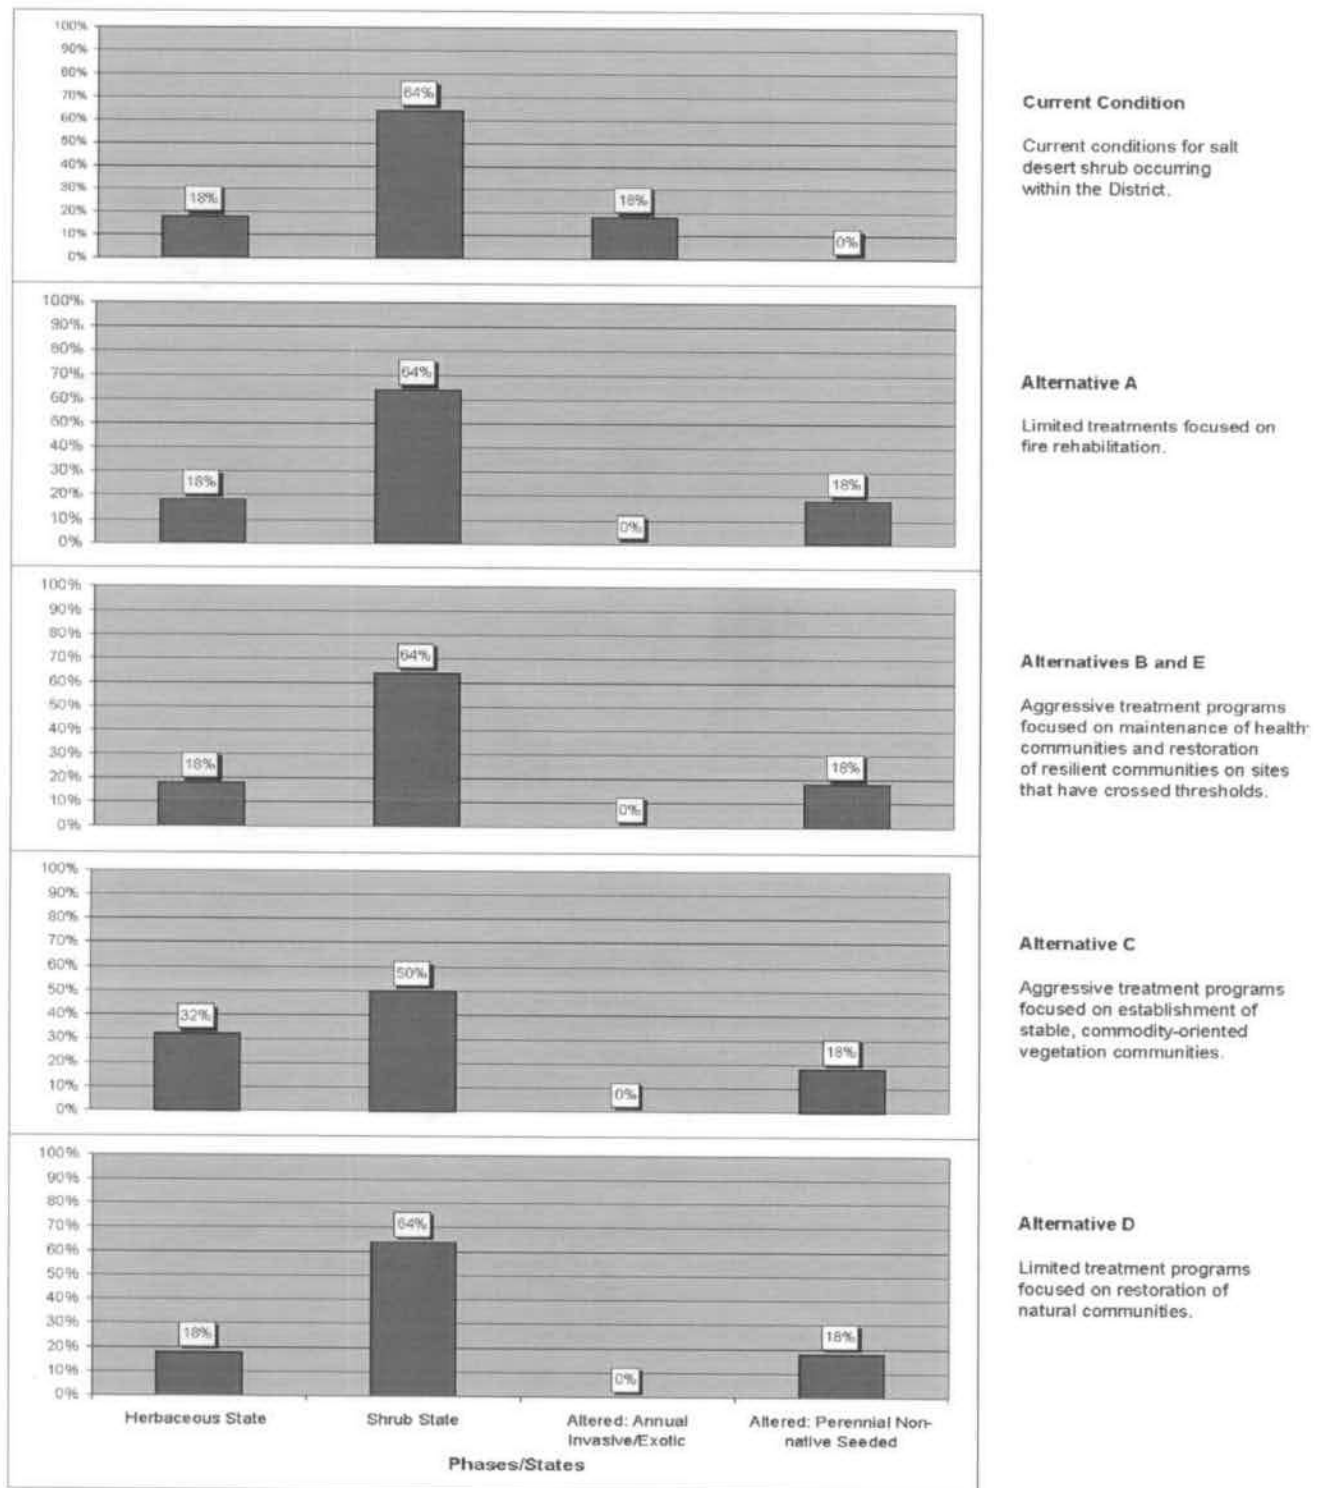 100%
90%
80%
70%
60%
50%
40%
30%
20%
10%
0%
18%
64%
18%
0%
Current Condition
Current conditions for salt
desert shrub occurring
within the District.
100%
90%
80%
70%
60%
50%
40%
30%
20%
10%
0%
18%
64%
0%
18%
Alternative A
Limited treatments focused on
fire rehabilitation.
100%
90%
80%
70%
60%
50%
40%
30%
20%
10%
0%
18%
64%
0%
18%
Alternatives B and E
Aggressive treatment programs
focused on maintenance of health
communities and restoration
of resilient communities on sites
that have crossed thresholds.
100%
90%
80%
70%
60%
50%
40%
30%
20%
10%
0%
32%
50%
0%
18%
Alternative C
Aggressive treatment programs
focused on establishment of
stable, commodity-oriented
vegetation communities.
100%
90%
80%
70%
60%
50%
40%
30%
20%
10%
0%
18%
64%
0%
18%
Alternative D
Limited treatment programs
focused on restoration of
natural communities.
Herbaceous State
Shrub State
Altered: Annual
Invasive/Exotic
Altered: Perennial Non-
native Seeded
Phases/States